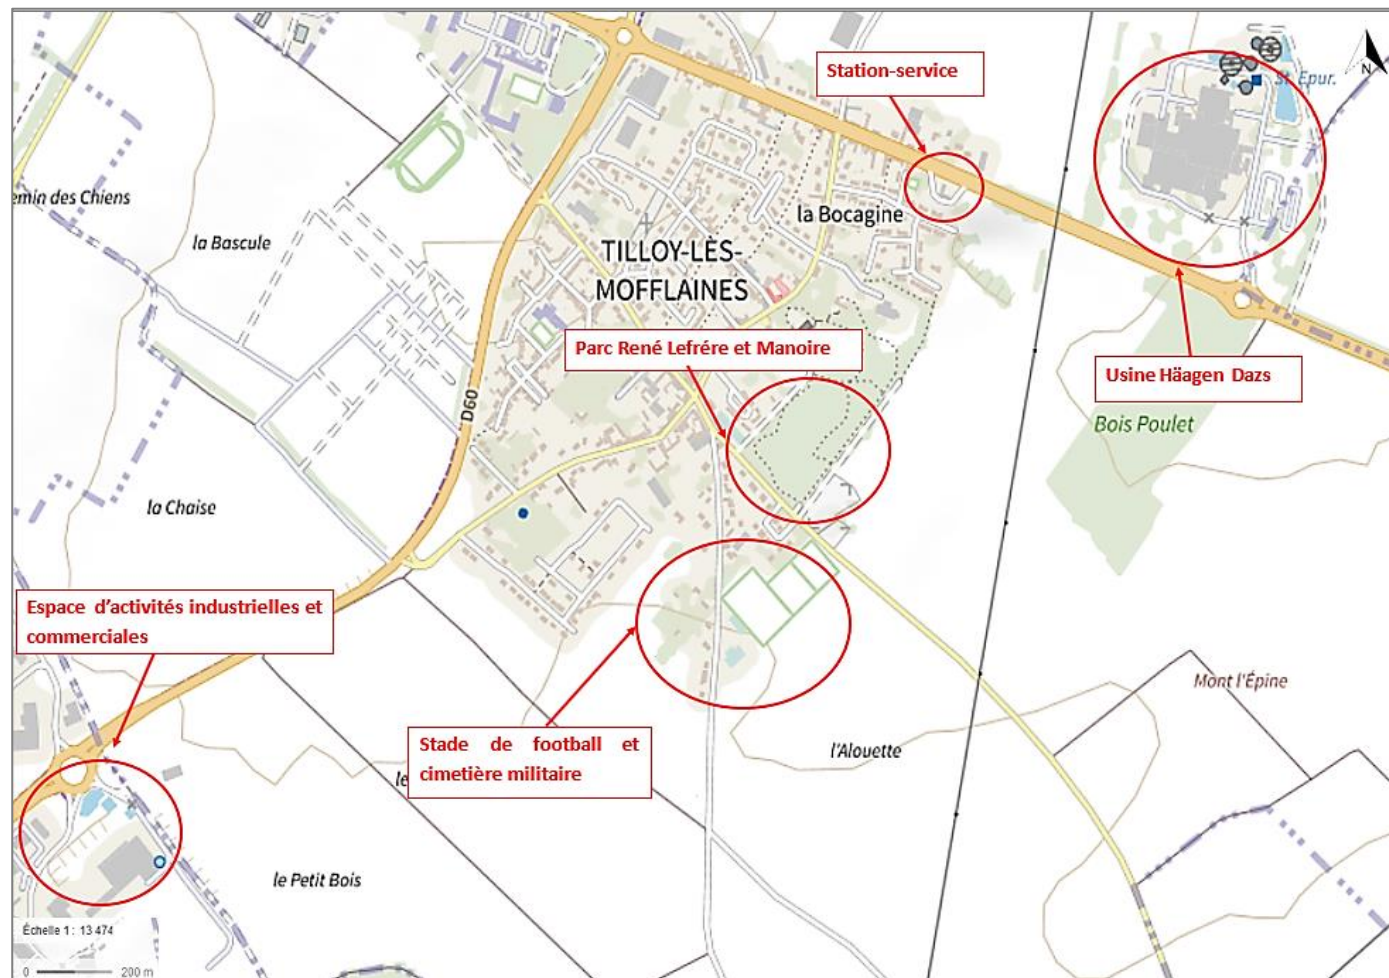 Station-service
N
St. Epur.
emin des Chiens
la Bascule
la Bocagine
TILLOY-LÈS-
MOFFLAINES
Parc René Lefrére et Manoire
Usine Häagen Dazs
D60
Bois Poulet
la Chaise
Espace d’activités industrielles et
commerciales
Mont l'Épine
Stade de football et
cimetière militaire
l'Alouette
le
le Petit Bois
Échelle 1 : 13 474
0
200 m